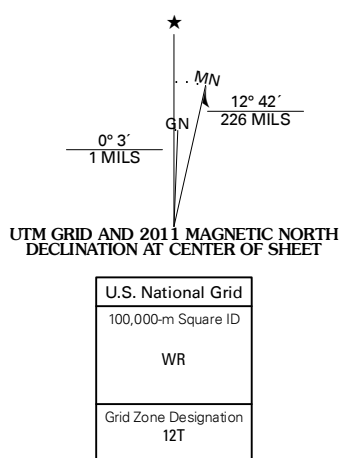 ★
MN
12° 42´
226 MILS
GN
0° 3´
1 MILS
UTM GRID AND 2011 MAGNETIC NORTH
DECLINATION AT CENTER OF SHEET
U.S. National Grid
100,000-m Square ID
WR
Grid Zone Designation
12T